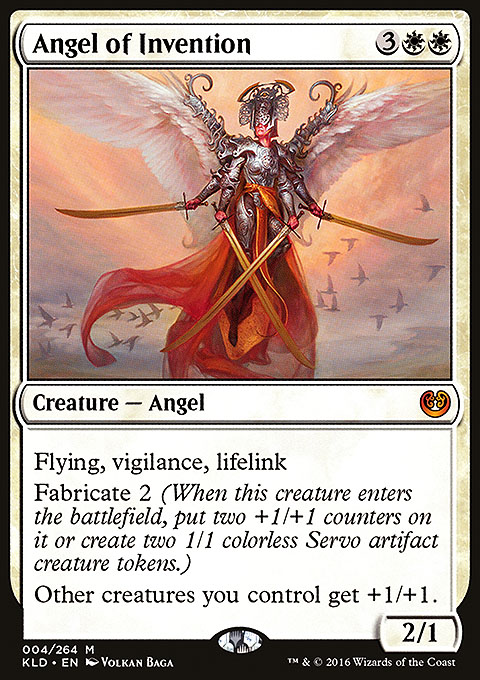 Angel of Invention 3
Creature — Angel
Flying, vigilance, lifelink
Fabricate 2 (When this creature enters
the battlefield, put two +1/+1 counters on
it or create two 1/1 colorless Servo artifact
creature tokens.)
Other creatures you control get +1/+1.
2/1
004/264 M
KLD • EN VOLKAN BAGA
™ & © 2016 Wizards of the Coast